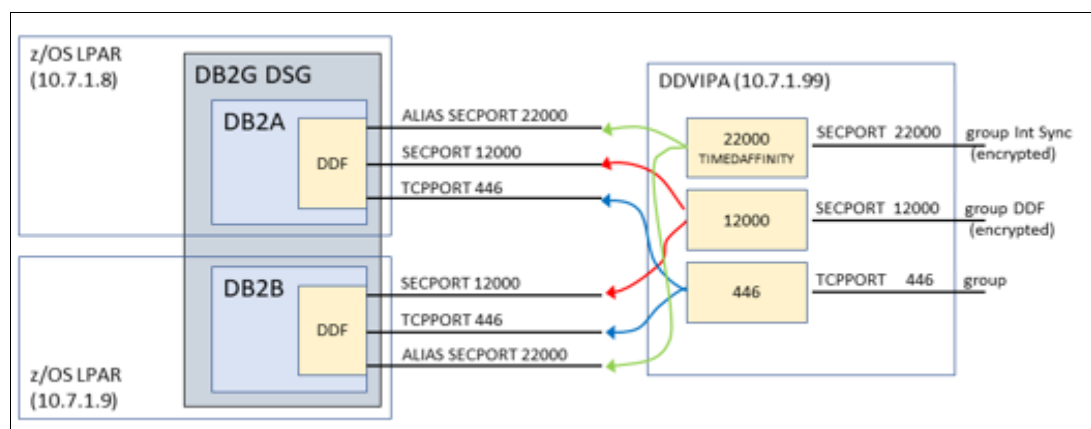 z/OS LPAR
(10.7.1.8)
DB2G DSG
DB2A
DDF
ALIAS SECPORT 22000
SECPORT 12000
TCPPORT 446
DB2B
DDF
SECPORT 12000
TCPPORT 446
ALIAS SECPORT 22000
z/OS LPAR
(10.7.1.9)
DDVIPA (10.7.1.99)
22000
TIMEDAFFINITY
SECPORT 22000
group Int Sync
(encrypted)
12000
SECPORT 12000
group DDF
(encrypted)
446
TCPPORT 446
group